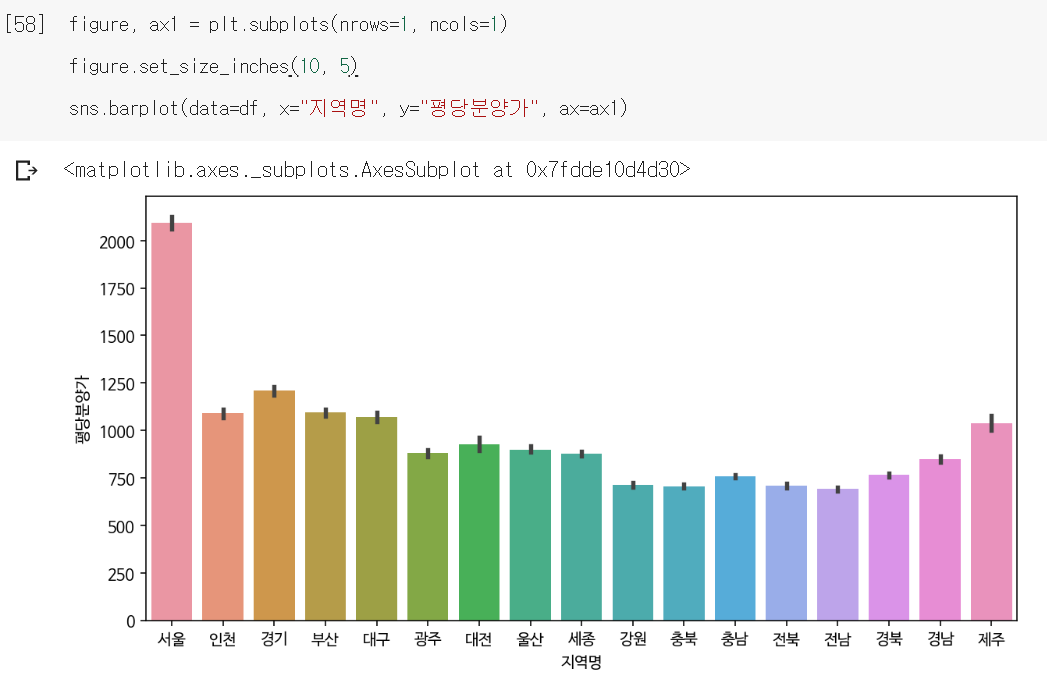 [58] figure, ax1 = plt.subplots(nrows=1, ncols=1)
figure.set_size_inches(10, 5)
sns.barplot(data=df, x="지역명", y="평당분양가", ax=ax1)
<matplotlib.axes._subplots.AxesSubplot at 0x7fdde10d4d30>
2000
1750
1500
1250
1000
750
500
250
0
평당분양가
서울 인천 경기 부산 대구 광주 대전 울산 세종 강원 충북 충남 전북 전남 경북 경남 제주
지역명